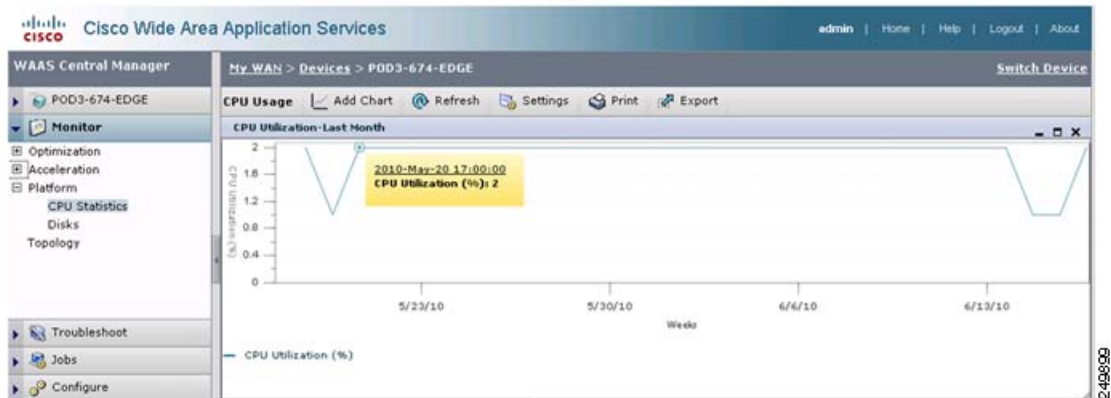 CISCO Cisco Wide Area Application Services admin | Home | Help | Logout | About
WAAS Central Manager
My WAN > Devices > POD3-674-EDGE Switch Device
POD3-674-EDGE
CPU Usage Add Chart Refresh Settings Print Export
Monitor
Optimization
Acceleration
Platform
CPU Statistics
Disks
Topology
Troubleshoot
Jobs
Configure
CPU Utilization-Last Month
CPU Utilization (%)
2
1.6
1.2
0.8
0.4
0
2010-May-20 17:00:00
CPU Utilization (%): 2
5/23/10 5/30/10 6/6/10 6/13/10
Weeks
CPU Utilization (%)
249899